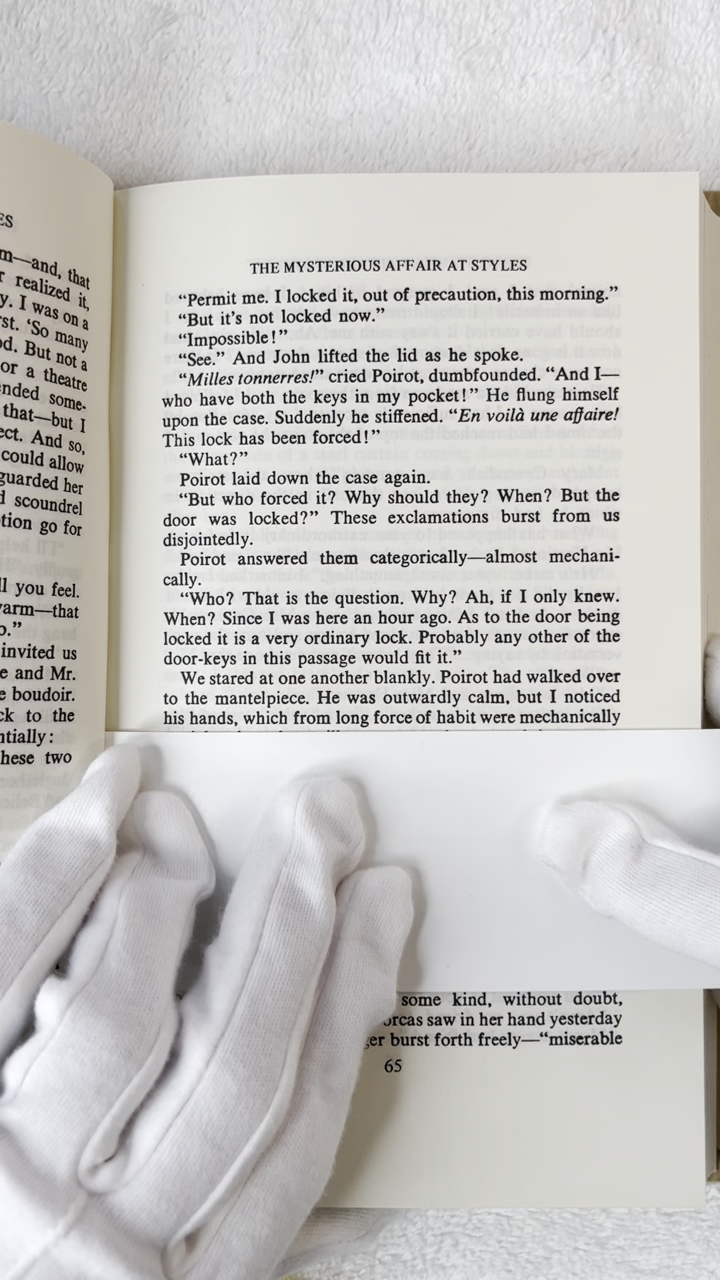 ES
m—and, that
realized it,
y. I was on a
rst. ‘So many
od. But not a
or a theatre
nded some-
that—but I
ect. And so,
could allow
guarded her
d scoundrel
tion go for
ll you feel.
arm—that
o.”
invited us
e and Mr.
e boudoir.
ck to the
ntially:
hese two
THE MYSTERIOUS AFFAIR AT STYLES
“Permit me. I locked it, out of precaution, this morning.”
“But it’s not locked now.”
“Impossible!”
“See.” And John lifted the lid as he spoke.
“Milles tonnerres!” cried Poirot, dumbfounded. “And I—
who have both the keys in my pocket!” He flung himself
upon the case. Suddenly he stiffened. “En voilà une affaire!
This lock has been forced!”
“What?”
Poirot laid down the case again.
“But who forced it? Why should they? When? But the
door was locked?” These exclamations burst from us
disjointedly.
Poirot answered them categorically—almost mechani-
cally.
“Who? That is the question. Why? Ah, if I only knew.
When? Since I was here an hour ago. As to the door being
locked it is a very ordinary lock. Probably any other of the
door-keys in this passage would fit it.”
We stared at one another blankly. Poirot had walked over
to the mantelpiece. He was outwardly calm, but I noticed
his hands, which from long force of habit were mechanically
some kind, without doubt,
orcas saw in her hand yesterday
er burst forth freely—“miserable
65